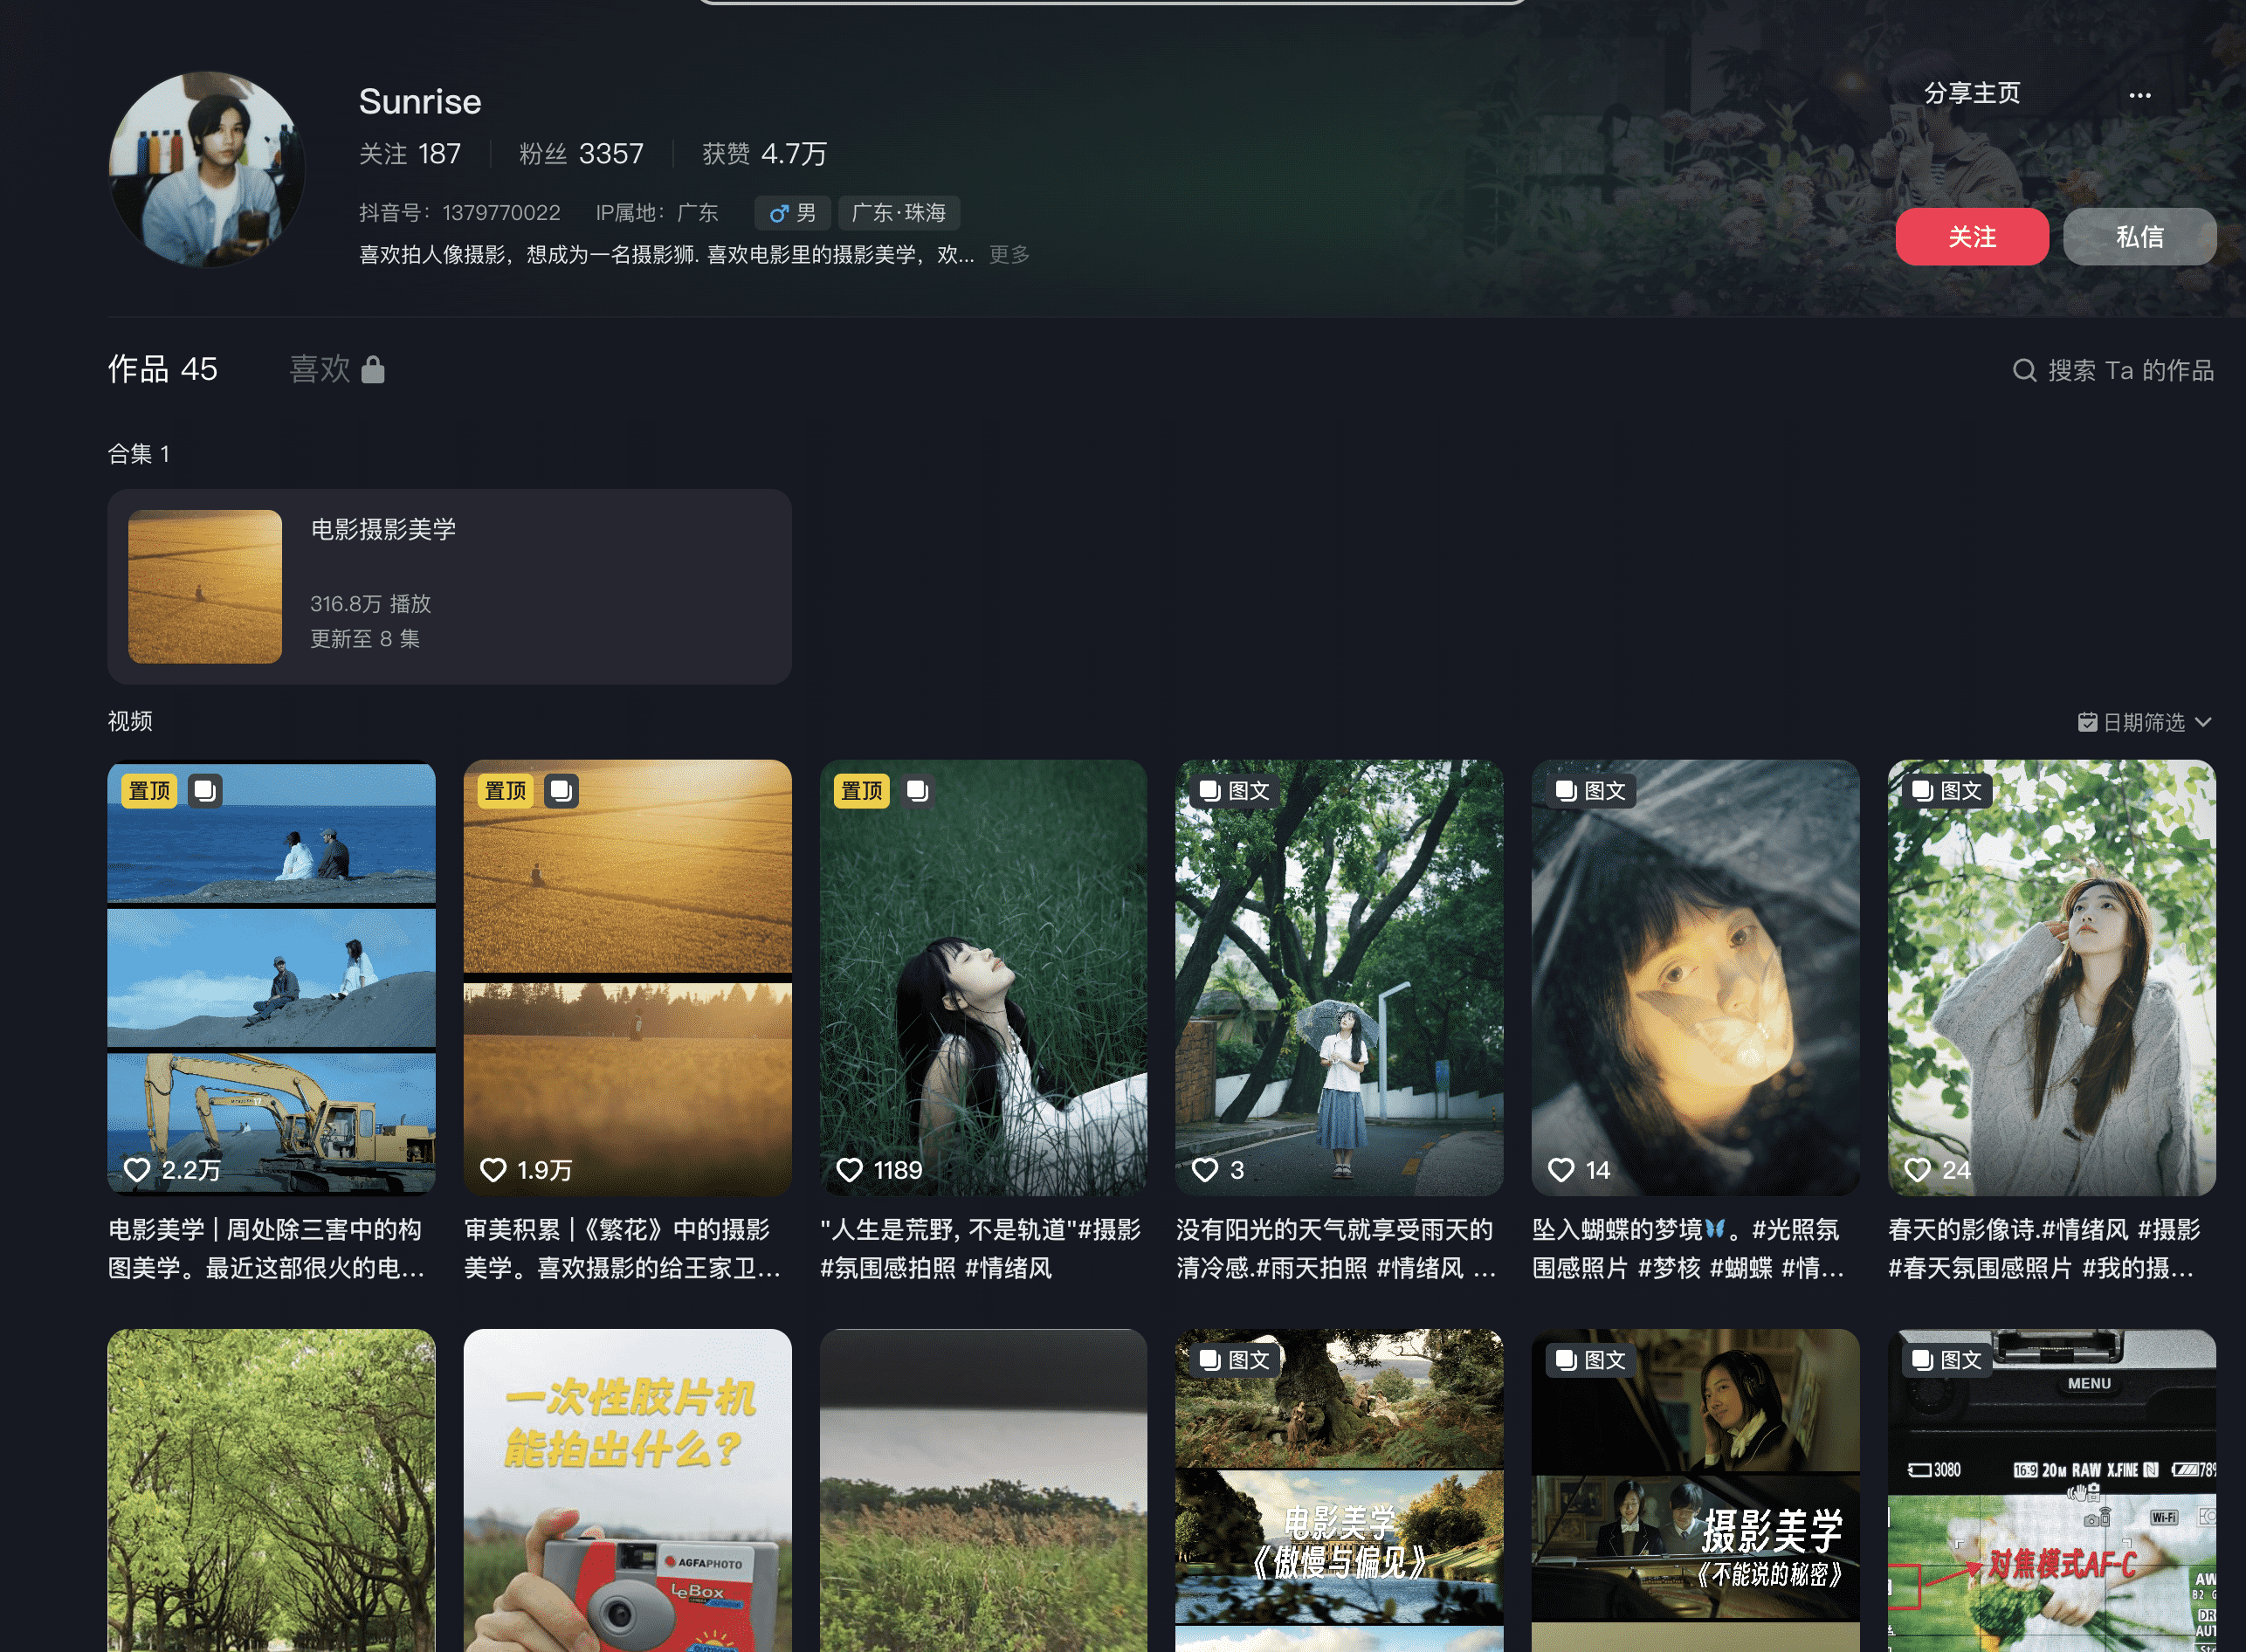 Sunrise
分享主页
...
关注 187
粉丝 3357
获赞 4.7万
抖音号：1379770022
IP属地：广东
♂ 男
广东·珠海
喜欢拍人像摄影，想成为一名摄影狮. 喜欢电影里的摄影美学，欢... 更多
关注
私信
作品 45
喜欢
搜索 Ta 的作品
合集 1
电影摄影美学
316.8万 播放
更新至 8 集
视频
日期筛选
置顶
2.2万
电影美学 | 周处除三害中的构
图美学。最近这部很火的电...
置顶
1.9万
审美积累 |《繁花》中的摄影
美学。喜欢摄影的给王家卫...
置顶
1189
"人生是荒野, 不是轨道"#摄影
#氛围感拍照 #情绪风
图文
3
没有阳光的天气就享受雨天的
清冷感.#雨天拍照 #情绪风 ...
图文
14
坠入蝴蝶的梦境🦋。#光照氛
围感照片 #梦核 #蝴蝶 #情...
图文
24
春天的影像诗.#情绪风 #摄影
#春天氛围感照片 #我的摄...
一次性胶片机
能拍出什么？
AGFAPHOTO
LeBox
OUTDOOR
图文
电影美学
《傲慢与偏见》
图文
摄影美学
《不能说的秘密》
图文
MENU
3080
16:9 20M RAW X.FINE N 78%
Wi-Fi
对焦模式AF-C